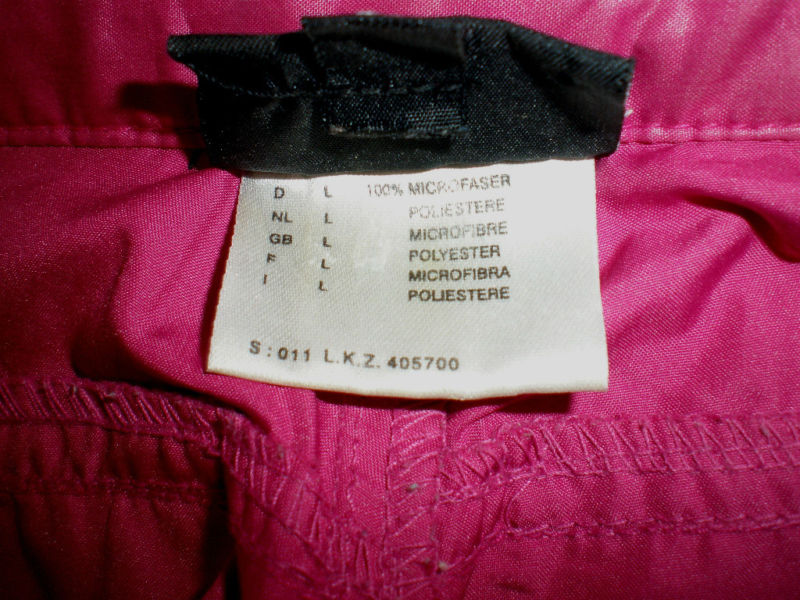 D L 100% MICROFASER
NL L POLIESTERE
GB L MICROFIBRE
F L POLYESTER
I L MICROFIBRA
POLIESTERE
S : 011 L.K.Z. 405700